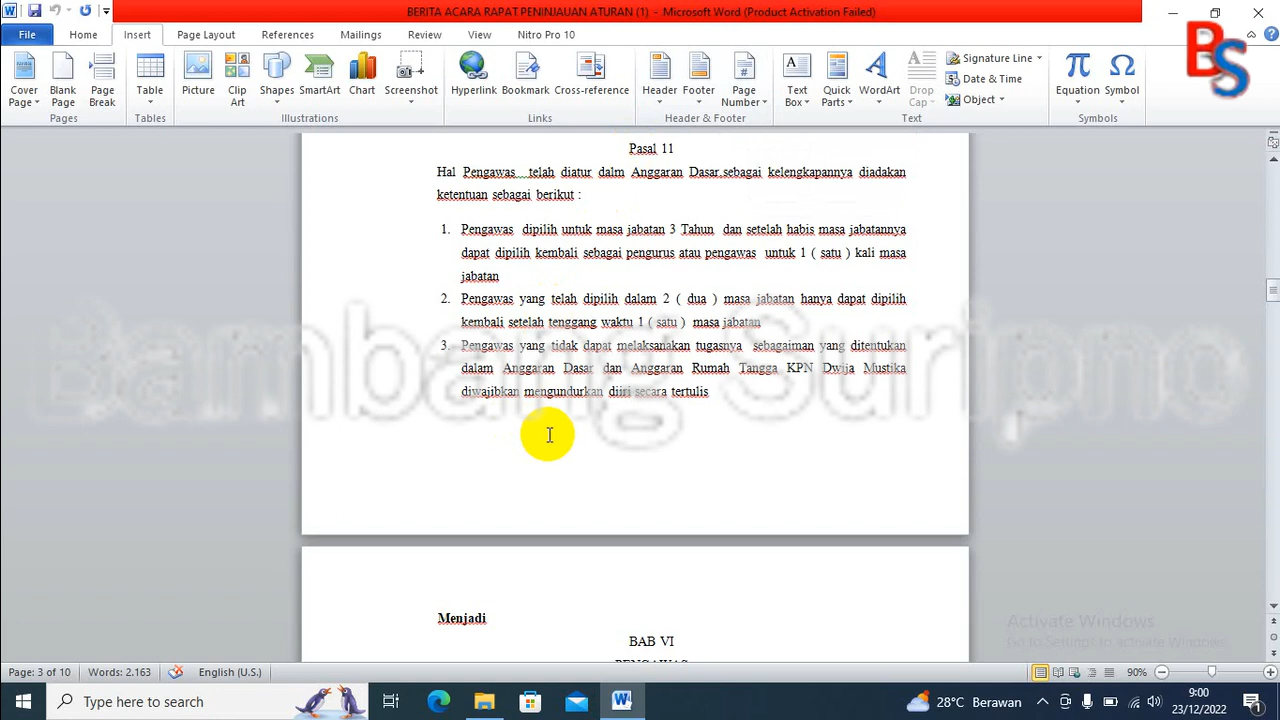 BERITA ACARA RAPAT PENINJAUAN ATURAN (1) - Microsoft Word (Product Activation Failed)
File Home Insert Page Layout References Mailings Review View Nitro Pro 10
BS
Cover Page Blank Page Page Break Table Picture Clip Art Shapes SmartArt Chart Screenshot Hyperlink Bookmark Cross-reference Header Footer Page Number Text Box Quick Parts WordArt Drop Cap Signature Line Date & Time Object Equation Symbol
Pages Tables Illustrations Links Header & Footer Text Symbols
Pasal 11
Hal Pengawas telah diatur dalm Anggaran Dasar,sebagai kelengkapannya diadakan
ketentuan sebagai berikut :
1. Pengawas dipilih untuk masa jabatan 3 Tahun dan setelah habis masa jabatannya
dapat dipilih kembali sebagai pengurus atau pengawas untuk 1 ( satu ) kali masa
jabatan
2. Pengawas yang telah dipilih dalam 2 ( dua ) masa jabatan hanya dapat dipilih
kembali setelah tenggang waktu 1 ( satu ) masa jabatan
3. Pengawas yang tidak dapat melaksanakan tugasnya sebagaiman yang ditentukan
dalam Anggaran Dasar dan Anggaran Rumah Tangga KPN Dwija Mustika
diwajibkan mengundurkan diiri secara tertulis
Bambang Suripno
Menjadi
BAB VI
PENGAWAS
Activate Windows
Go to Settings to activate Windows.
Page: 3 of 10 Words: 2.163 English (U.S.) 90%
Type here to search 28°C Berawan 9:00
23/12/2022